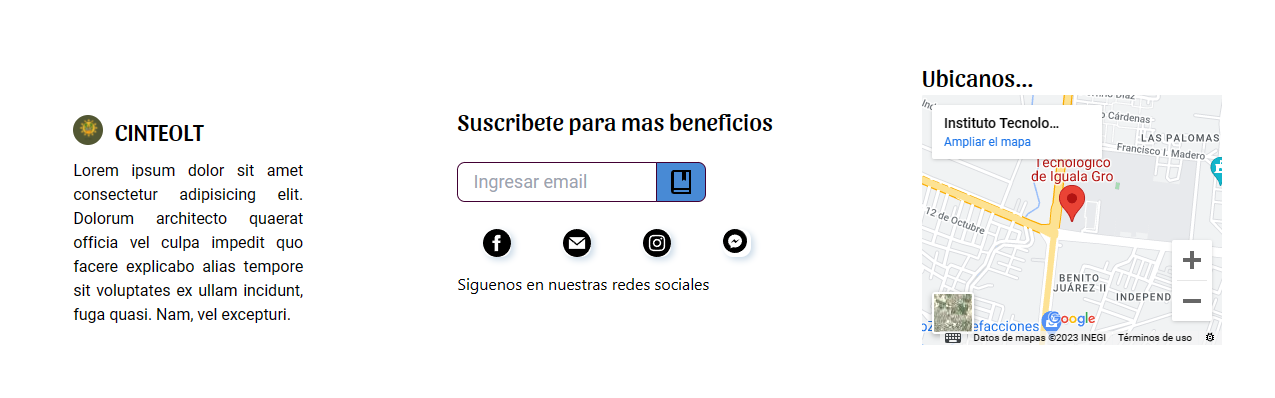 CINTEOLT
Lorem ipsum dolor sit amet
consectetur adipisicing elit.
Dolorum architecto quaerat
officia vel culpa impedit quo
facere explicabo alias tempore
sit voluptates ex ullam incidunt,
fuga quasi. Nam, vel excepturi.
Suscribete para mas beneficios
Ingresar email
Siguenos en nuestras redes sociales
Ubicanos...
Instituto Tecnolo...
Ampliar el mapa
Cárdenas
LAS PALOMAS
Francisco I. Madero
Tecnológico
de Iguala Gro
12 de Octubre
BENITO
JUÁREZ II
INDEPEND
efacciones
Google
Datos de mapas ©2023 INEGI
Términos de uso